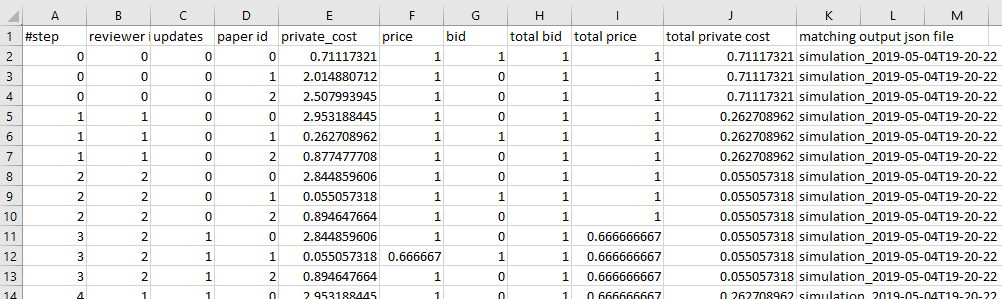 A B C D E F G H I J K L M
1 #step reviewer i updates paper id private_cost price bid total bid total price total private cost matching output json file
2 0 0 0 0 0.71117321 1 1 1 1 0.71117321 simulation_2019-05-04T19-20-22
3 0 0 0 1 2.014880712 1 0 1 1 0.71117321 simulation_2019-05-04T19-20-22
4 0 0 0 2 2.507993945 1 0 1 1 0.71117321 simulation_2019-05-04T19-20-22
5 1 1 0 0 2.953188445 1 0 1 1 0.262708962 simulation_2019-05-04T19-20-22
6 1 1 0 1 0.262708962 1 1 1 1 0.262708962 simulation_2019-05-04T19-20-22
7 1 1 0 2 0.877477708 1 0 1 1 0.262708962 simulation_2019-05-04T19-20-22
8 2 2 0 0 2.844859606 1 0 1 1 0.055057318 simulation_2019-05-04T19-20-22
9 2 2 0 1 0.055057318 1 1 1 1 0.055057318 simulation_2019-05-04T19-20-22
10 2 2 0 2 0.894647664 1 0 1 1 0.055057318 simulation_2019-05-04T19-20-22
11 3 2 1 0 2.844859606 1 0 1 0.666666667 0.055057318 simulation_2019-05-04T19-20-22
12 3 2 1 1 0.055057318 0.666667 1 1 0.666666667 0.055057318 simulation_2019-05-04T19-20-22
13 3 2 1 2 0.894647664 1 0 1 0.666666667 0.055057318 simulation_2019-05-04T19-20-22
14 4 1 1 0 2.953188445 1 0 1 0.666666667 0.262708962 simulation_2019-05-04T19-20-22